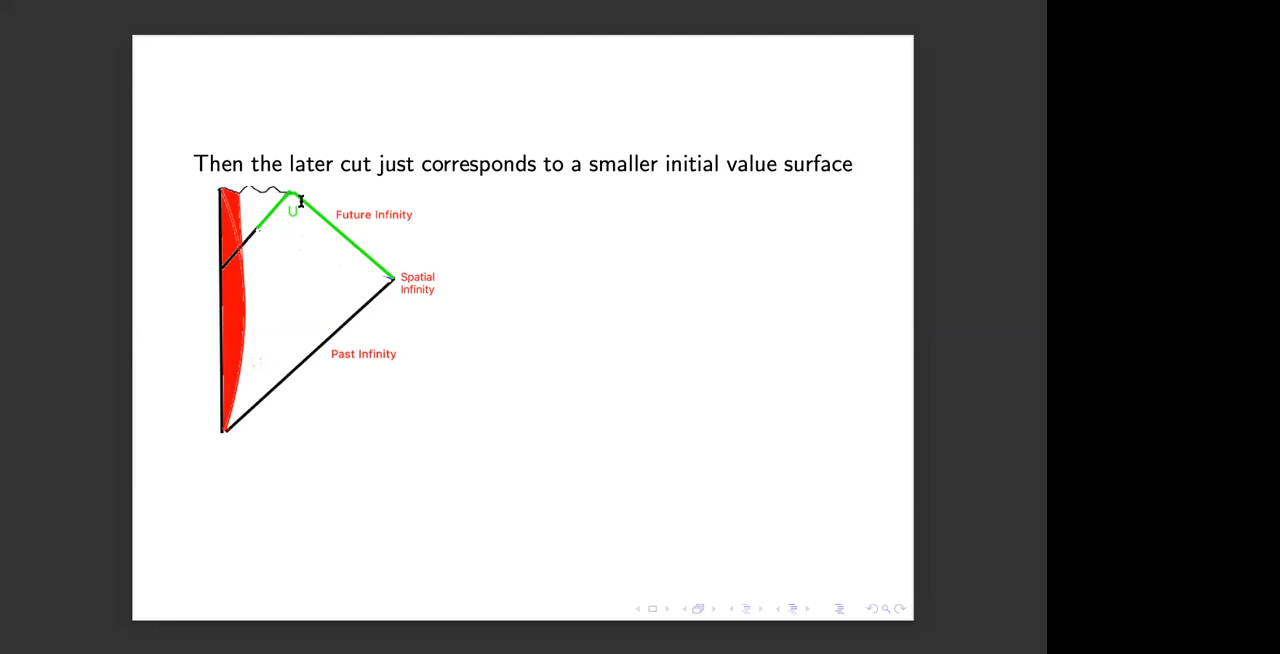 Then the later cut just corresponds to a smaller initial value surface
U
Future Infinity
Spatial
Infinity
Past Infinity